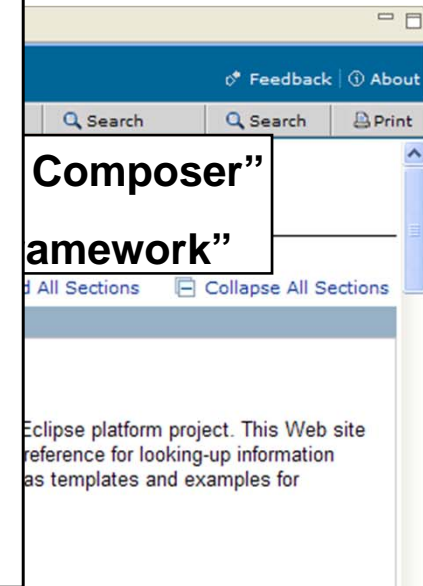 Feedback About
Search Search Print
Composer”
amework”
All Sections Collapse All Sections
Eclipse platform project. This Web site
reference for looking-up information
as templates and examples for